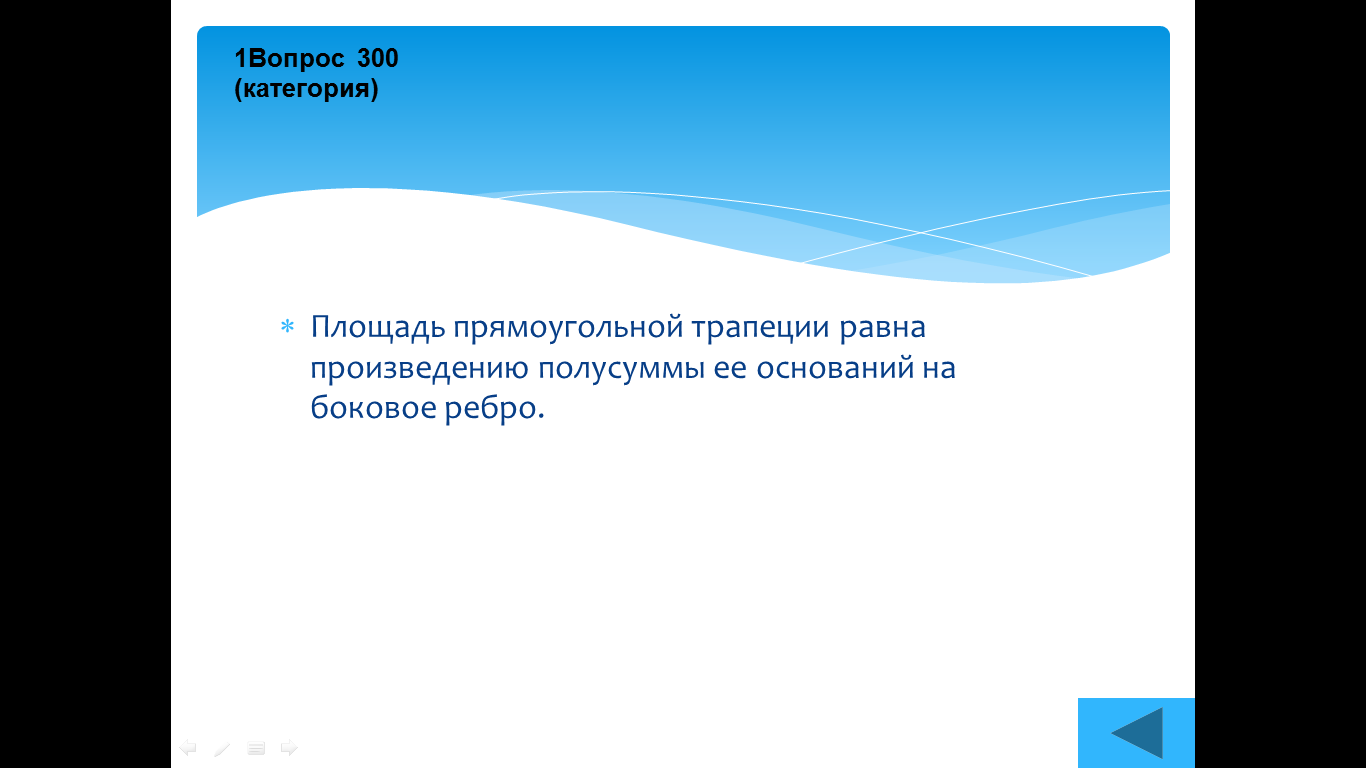 1Вопрос 300
(категория)
Площадь прямоугольной трапеции равна
произведению полусуммы ее оснований на
боковое ребро.